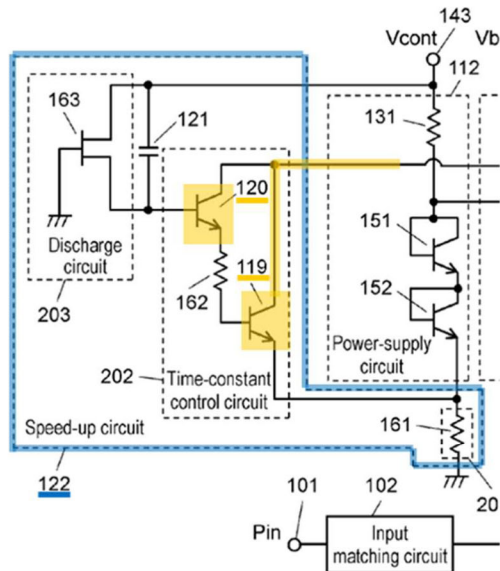 143
Vcont
Vb
112
163
121
131
120
151
119
162
152
Discharge
circuit
203
202
Time-constant
control circuit
Power-supply
circuit
Speed-up circuit
161
122
20
101
102
Pin
Input
matching circuit